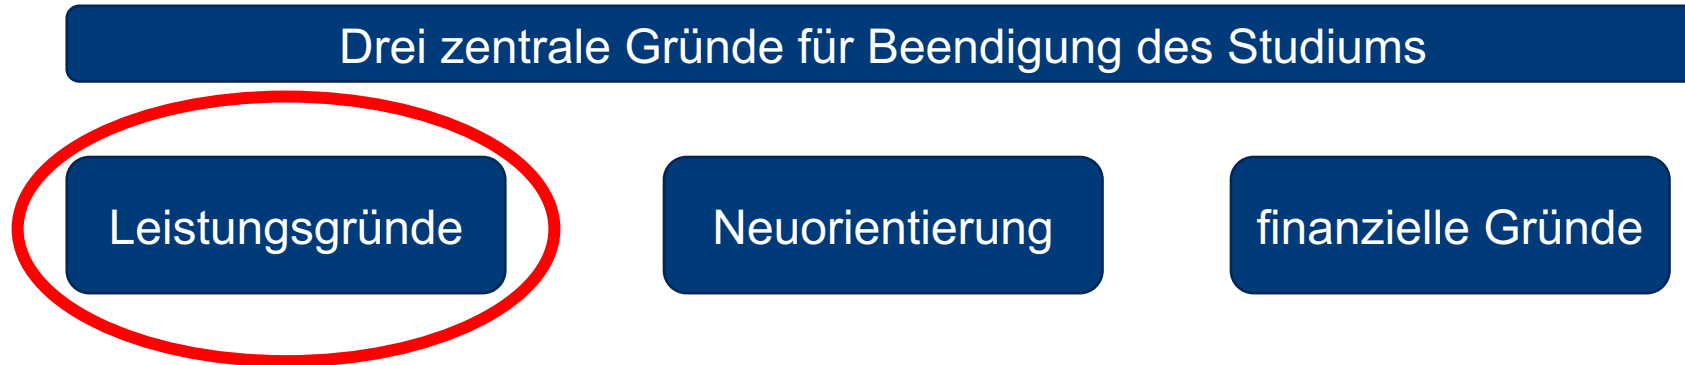 Drei zentrale Gründe für Beendigung des Studiums
Leistungsgründe
Neuorientierung
finanzielle Gründe